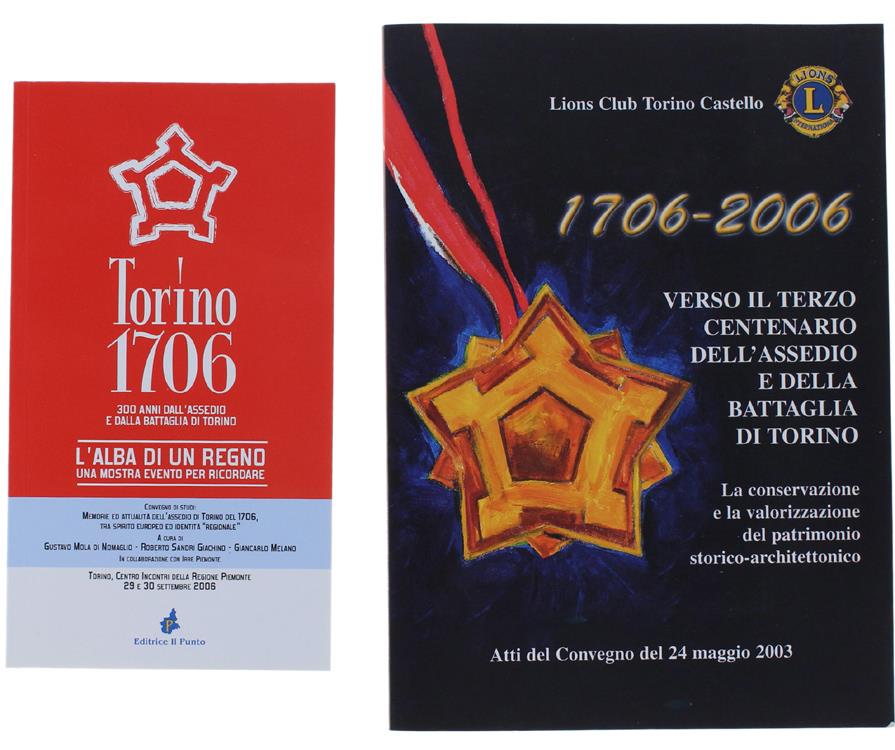 Torino
1706
300 ANNI DALL'ASSEDIO
E DALLA BATTAGLIA DI TORINO
L'ALBA DI UN REGNO
UNA MOSTRA EVENTO PER RICORDARE
CONVEGNO DI STUDI:
MEMORIE ED ATTUALITÀ DELL'ASSEDIO DI TORINO DEL 1706,
TRA SPIRITO EUROPEO ED IDENTITÀ "REGIONALE"
A CURA DI
GUSTAVO MOLA DI NOMAGLIO - ROBERTO SANDRI GIACHINO - GIANCARLO MELANO
IN COLLABORAZIONE CON IRRE PIEMONTE
TORINO, CENTRO INCONTRI DELLA REGIONE PIEMONTE
29 E 30 SETTEMBRE 2006
P
Editrice Il Punto
Lions Club Torino Castello
LIONS
L
INTERNATIONAL
1706-2006
VERSO IL TERZO
CENTENARIO
DELL'ASSEDIO
E DELLA
BATTAGLIA
DI TORINO
La conservazione
e la valorizzazione
del patrimonio
storico-architettonico
Atti del Convegno del 24 maggio 2003